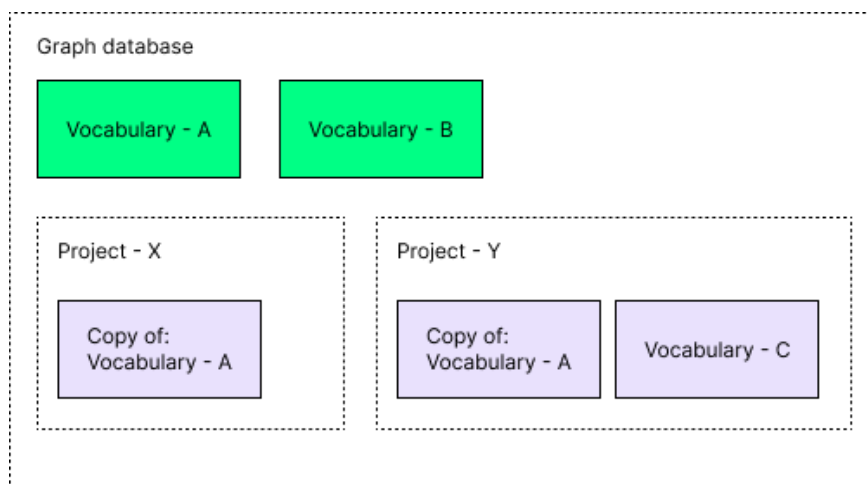 Graph database
Vocabulary - A
Vocabulary - B
Project - X
Project - Y
Copy of:
Vocabulary - A
Copy of:
Vocabulary - A
Vocabulary - C